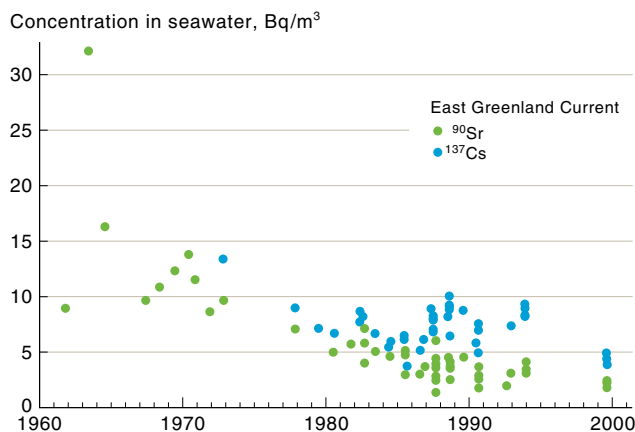 Concentration in seawater, Bq/m³
30
25
20
15
10
5
0
East Greenland Current
⁹⁰Sr
¹³⁷Cs
1960 1970 1980 1990 2000